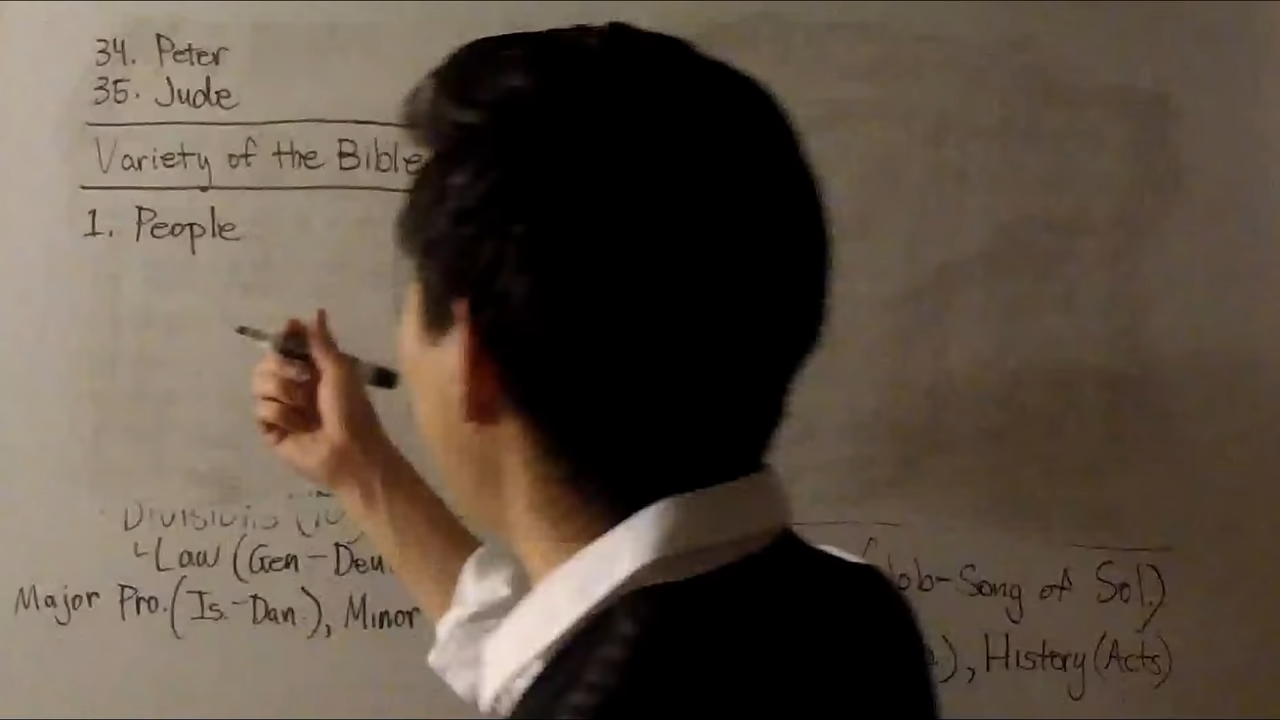 34. Peter
35. Jude
Variety of the Bible
1. People
Divisions
Law (Gen-Deu. Job-Song of Sol.)
Major Pro. (Is.-Dan.), Minor ), History (Acts)